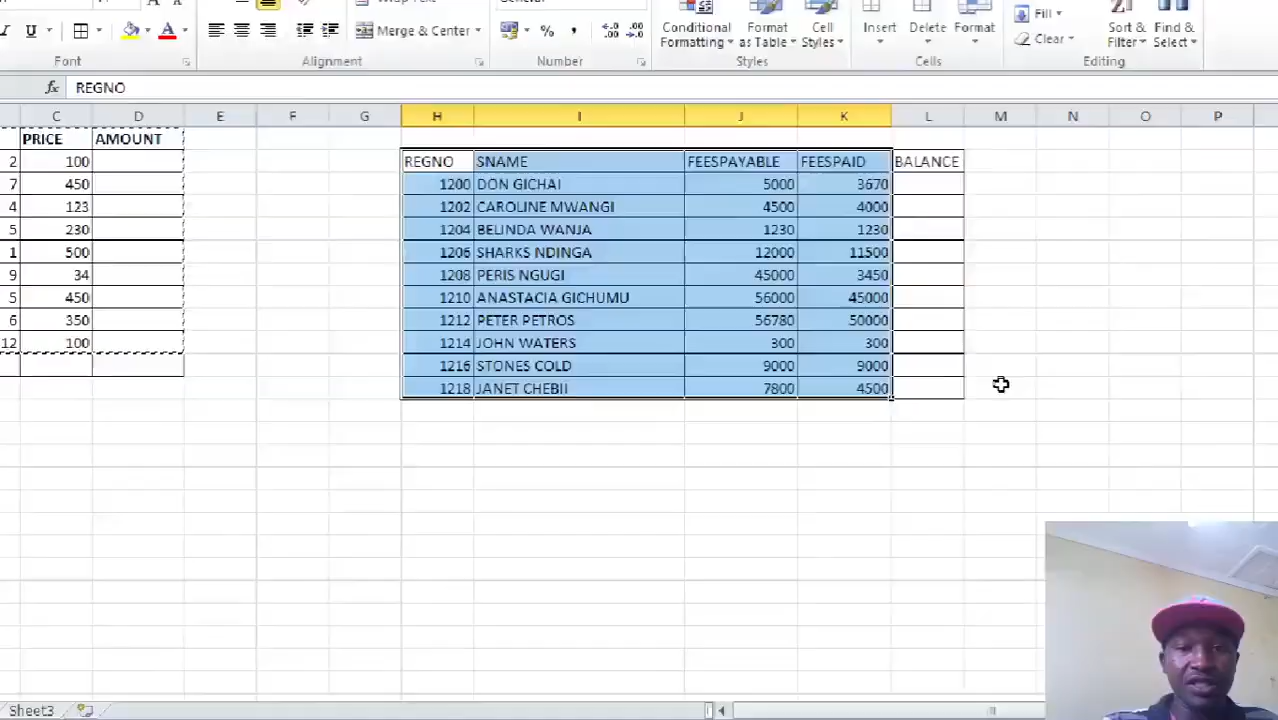 U
Merge & Center
%
,
.0 .00
Conditional Formatting
Format as Table
Cell Styles
Insert
Delete
Format
Fill
Clear
Sort & Filter
Find & Select
Font
Alignment
Number
Styles
Cells
Editing
fx REGNO
C D E F G H I J K L M N O P
PRICE AMOUNT
2 100 REGNO SNAME FEESPAYABLE FEESPAID BALANCE
7 450 1200 DON GICHAI 5000 3670
4 123 1202 CAROLINE MWANGI 4500 4000
5 230 1204 BELINDA WANJA 1230 1230
1 500 1206 SHARKS NDINGA 12000 11500
9 34 1208 PERIS NGUGI 45000 3450
5 450 1210 ANASTACIA GICHUMU 56000 45000
6 350 1212 PETER PETROS 56780 50000
12 100 1214 JOHN WATERS 300 300
1216 STONES COLD 9000 9000
1218 JANET CHEBII 7800 4500
Sheet3